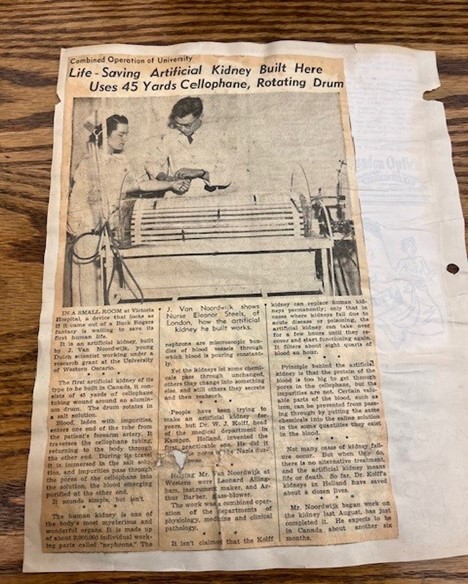 Combined Operation of University
Life-Saving Artificial Kidney Built Here
Uses 45 Yards Cellophane, Rotating Drum
IN A SMALL ROOM at Victoria
Hospital, a device that looks as
if it came out of a Buck Rogers
fantasy is waiting to save its
first human life.
It is an artificial kidney, built
by J. Van Noordwijk, young
Dutch scientist working under a
research grant at the University
of Western Ontario.
The first artificial kidney of its
type to be built in Canada, it con-
sists of 45 yards of cellophane
tubing wound around an alumin-
um drum. The drum rotates in
a salt solution.
Blood, laden with impurities,
enters one end of the tube from
the patient's forearm artery. It
traverses the cellophane tubing,
returning to the body through
the other end. During its travel
it is immersed in the salt solu-
tion, and impurities pass through
the pores of the cellophane into
the solution, the blood emerging
purified at the other end.
It sounds simple, but isn't.
The human kidney is one of
the body's most mysterious and
wonderful organs. It is made up
of about 2,000,000 individual work-
ing parts called "nephrons." The
J. Van Noordwijk shows
Nurse Eleanor Steels, of
London, how the artificial
kidney he built works.
nephrons are microscopic bun-
dles of blood vessels through
which blood is pouring constant-
ly.
Yet the kidneys let some chemi-
cals pass through unchanged,
others they change into something
else, and still others they secrete
and then reabsorb.
People have been trying to
make an artificial kidney for
years, but Dr. W. J. Kolff, head
of the medical department in
Kampen, Holland, invented the
first practicable one. He did it
under the noses of the Nazis dur-
Helping Mr. Van Noordwijk at
Western were Leonard Alling-
ham, instrument maker, and Ar-
thur Barber, glass-blower.
The work was a combined oper-
ation of the departments of
physiology, medicine and clinical
pathology.
It isn't claimed that the Kolff
kidney can replace human kid-
neys permanently; only that in
cases where kidneys fail due to
acute disease or poisoning, the
artificial kidney can take over
for a few hours until they re-
cover and start functioning again.
It filters about eight quarts of
blood an hour.
Principle behind the artificial
kidney is that the protein of the
blood is too big to get through
pores in the cellophane, but the
impurities are not. Certain valu-
able parts of the blood, such as
iron, can be prevented from pass-
ing through by putting the same
chemicals into the saline solution
in the same quantities they exist
in the blood.
Not many cases of kidney fail-
ure occur. But when they do,
there is no alternative treatment,
and the artificial kidney means
life or death. So far, Dr. Kolff's
kidneys in Holland have saved
about a dozen lives.
Mr. Noordwijk began work on
the kidney last August, has just
completed it. He expects to be
in Canada about another six
months.